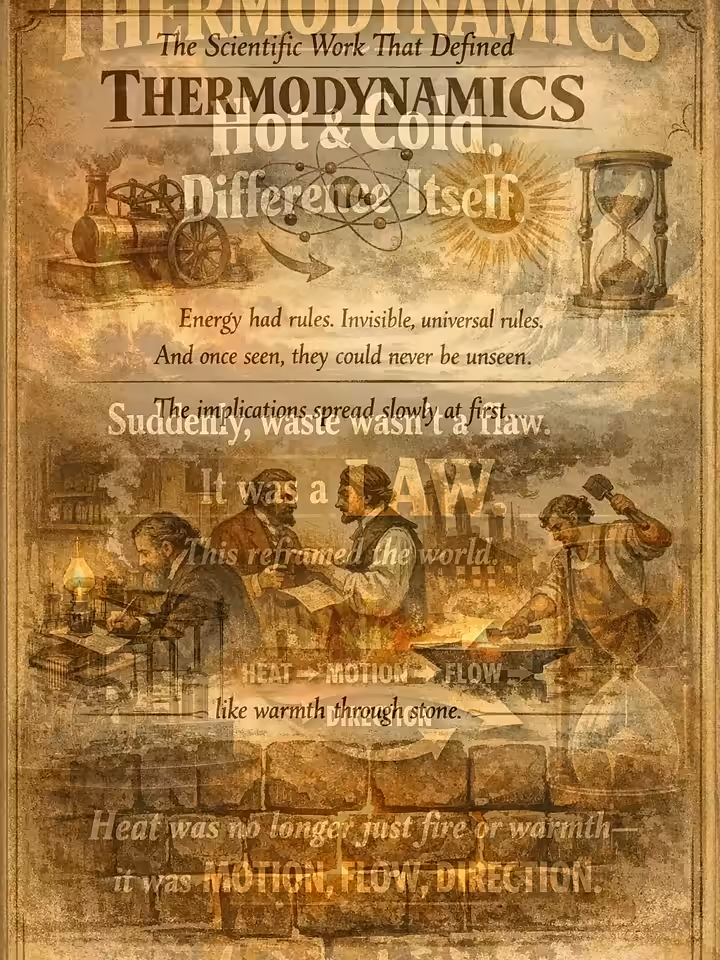 THERMODYNAMICS
The Scientific Work That Defined
THERMODYNAMICS
Hot & Cold.
Difference Itself.
Energy had rules. Invisible, universal rules.
And once seen, they could never be unseen.
The implications spread slowly at first...
Suddenly, waste wasn't a flaw.
It was a LAW.
This reframed the world.
HEAT → MOTION → FLOW →
like warmth through stone.
DIRECTION
Heat was no longer just fire or warmth—
it was MOTION, FLOW, DIRECTION.